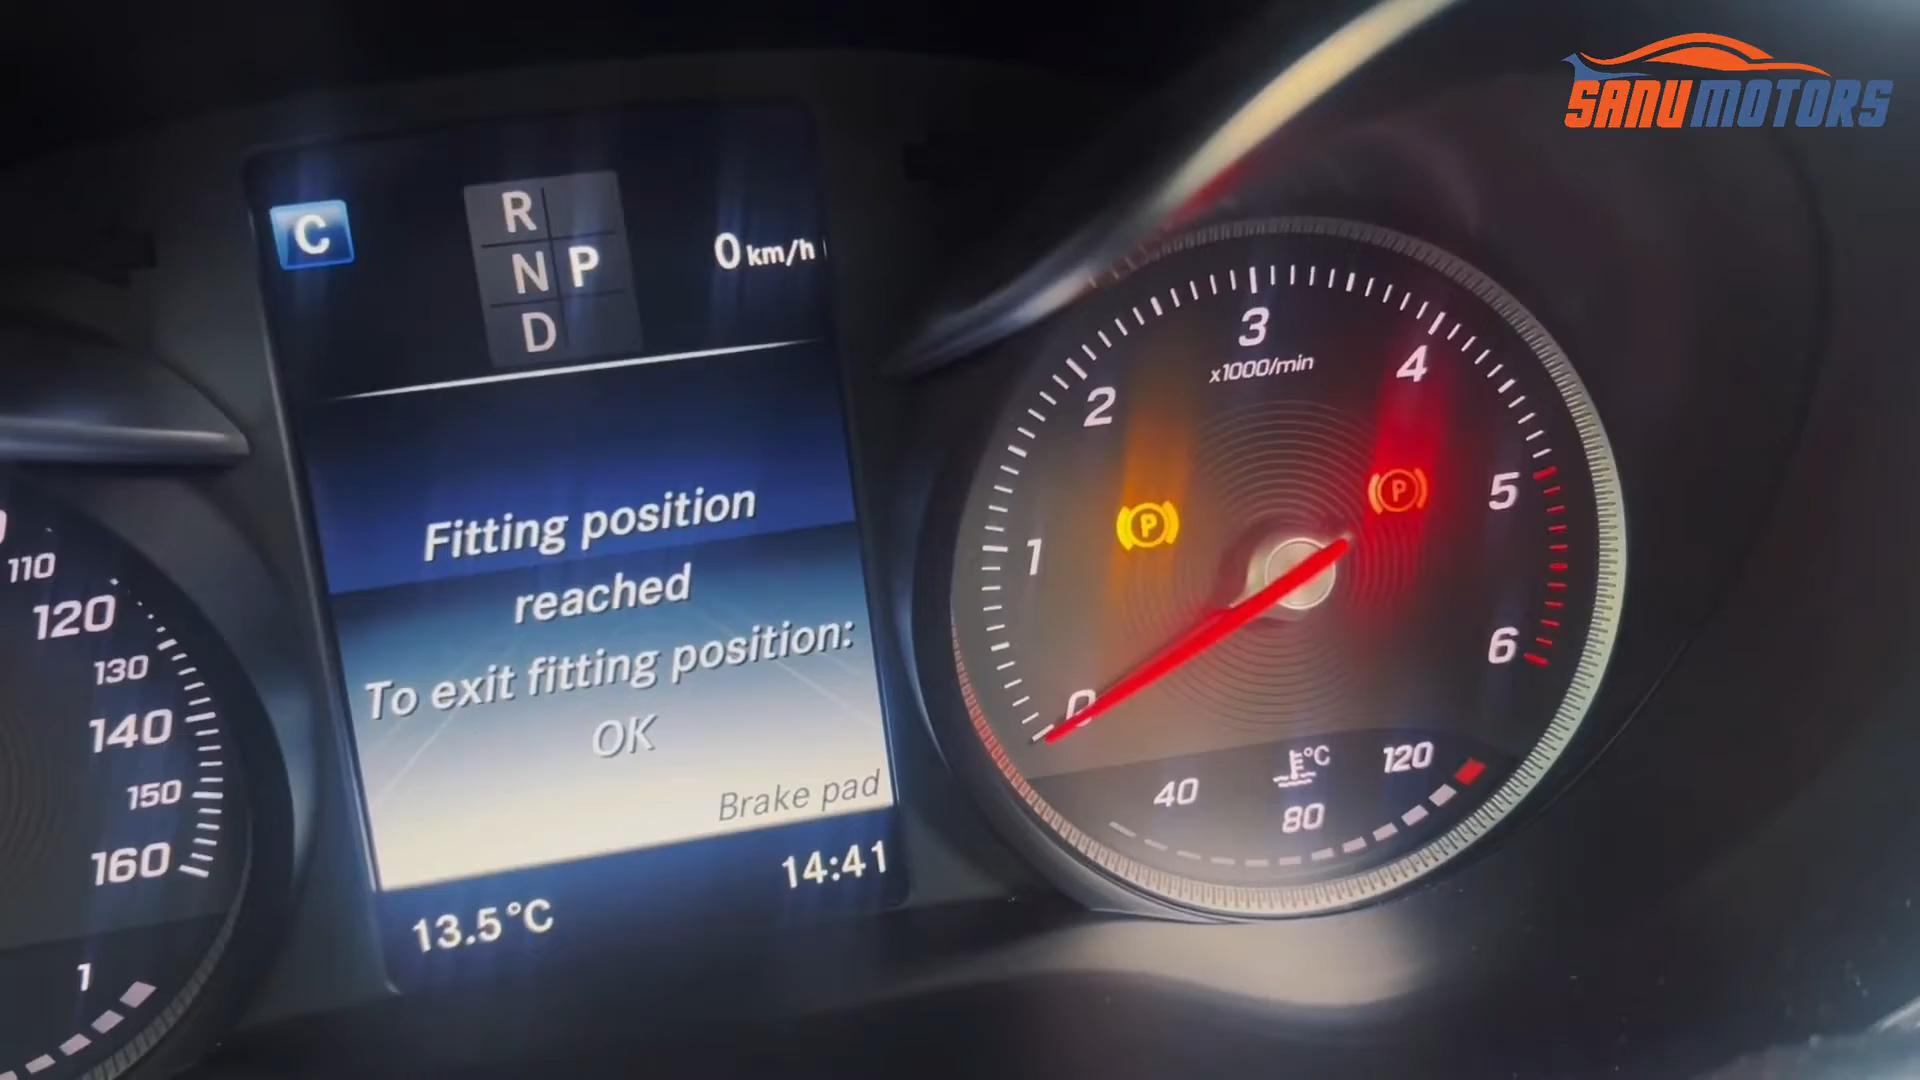 SANUMOTORS
C
R
N P
D
0 km/h
Fitting position
reached
To exit fitting position:
OK
Brake pad
13.5°C
14:41
110
120
130
140
150
160
1
0
1
2
3
4
5
6
x1000/min
P
P
40
80
120
°C